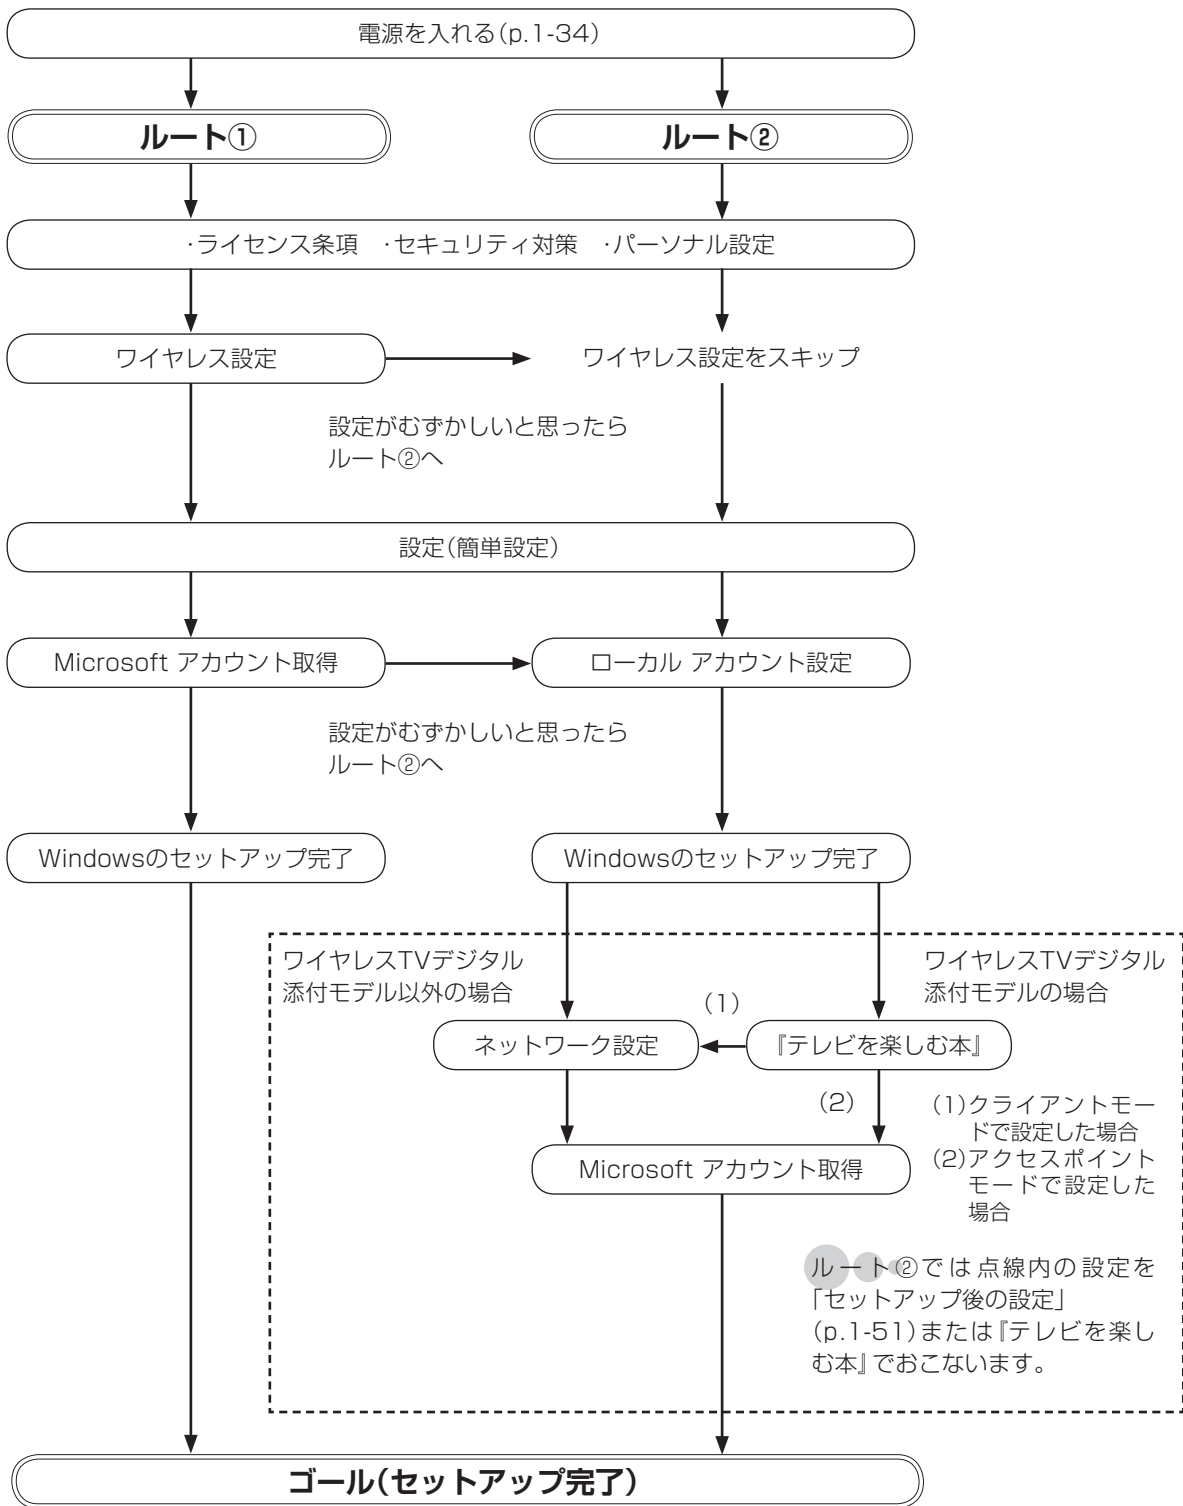 電源を入れる(p.1-34)
ルート①
ルート②
・ライセンス条項 ・セキュリティ対策 ・パーソナル設定
ワイヤレス設定
ワイヤレス設定をスキップ
設定がむずかしいと思ったら
ルート②へ
設定(簡単設定)
Microsoft アカウント取得
ローカル アカウント設定
設定がむずかしいと思ったら
ルート②へ
Windowsのセットアップ完了
Windowsのセットアップ完了
ワイヤレスTVデジタル
添付モデル以外の場合
ワイヤレスTVデジタル
添付モデルの場合
(1)
ネットワーク設定
『テレビを楽しむ本』
(2)
(1)クライアントモー
ドで設定した場合
(2)アクセスポイント
モードで設定した
場合
Microsoft アカウント取得
ルート②では点線内の設定を
「セットアップ後の設定」
(p.1-51)または『テレビを楽し
む本』でおこないます。
ゴール(セットアップ完了)